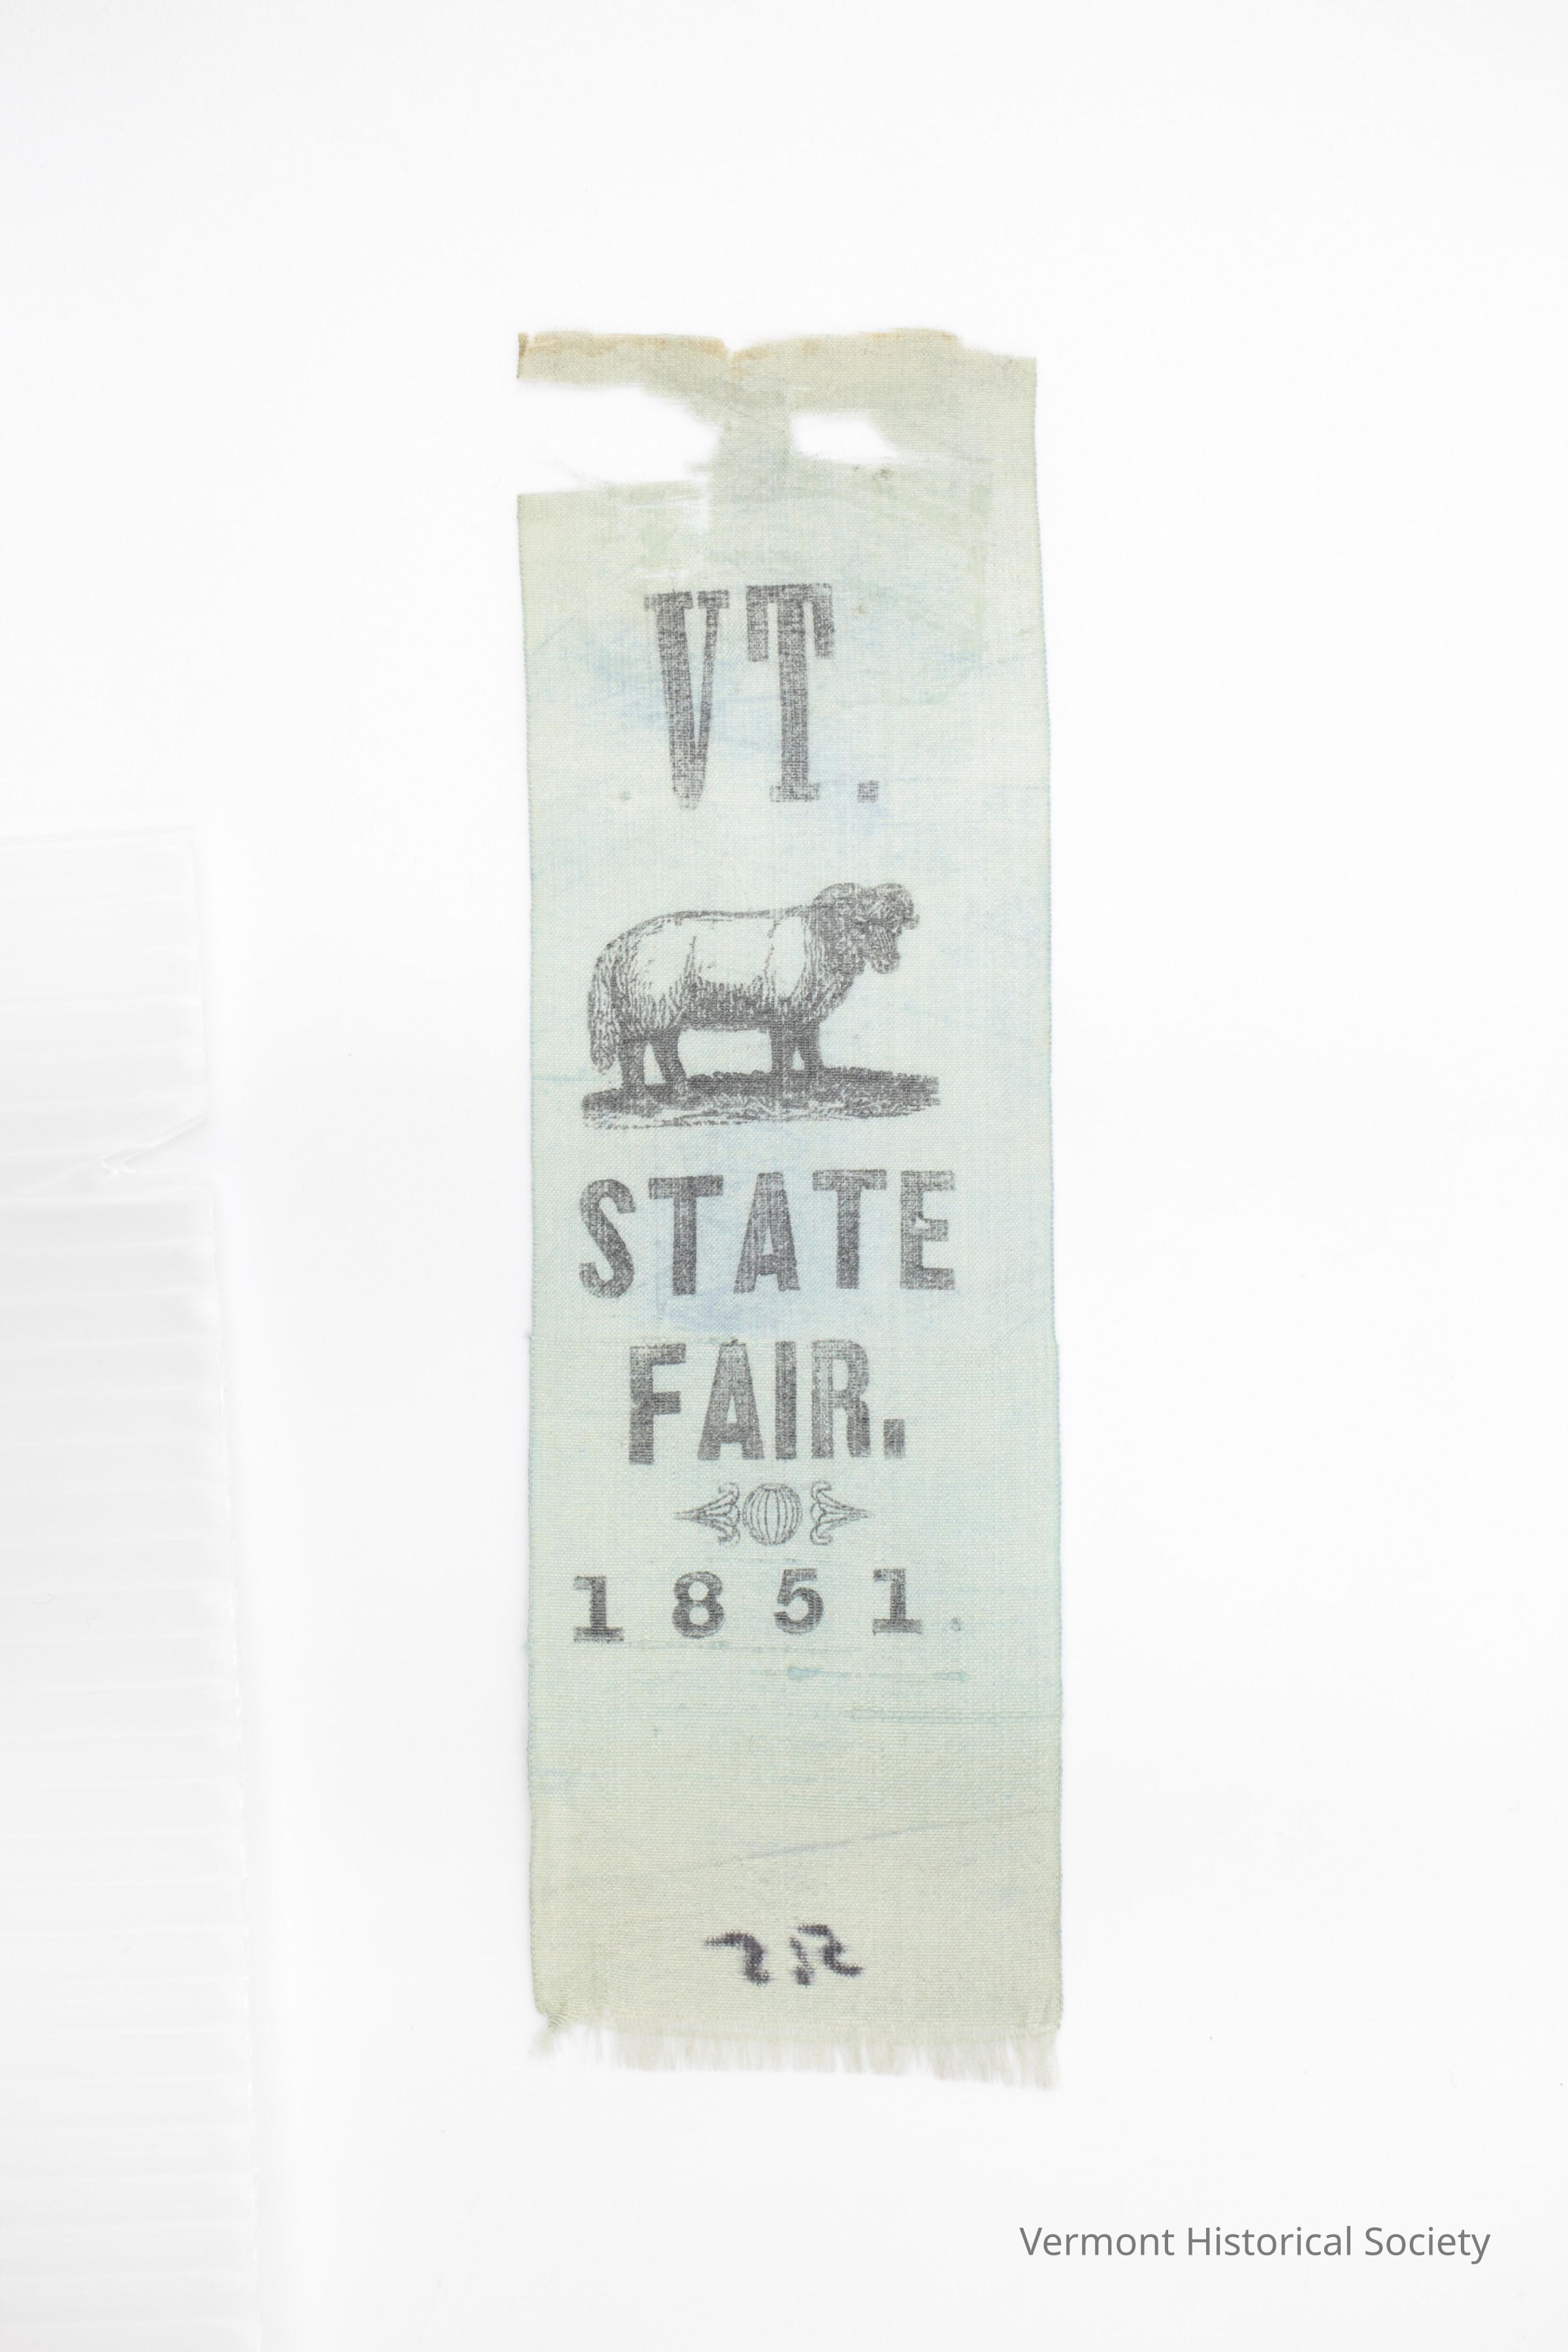 VT.
STATE
FAIR.
1851.
Vermont Historical Society